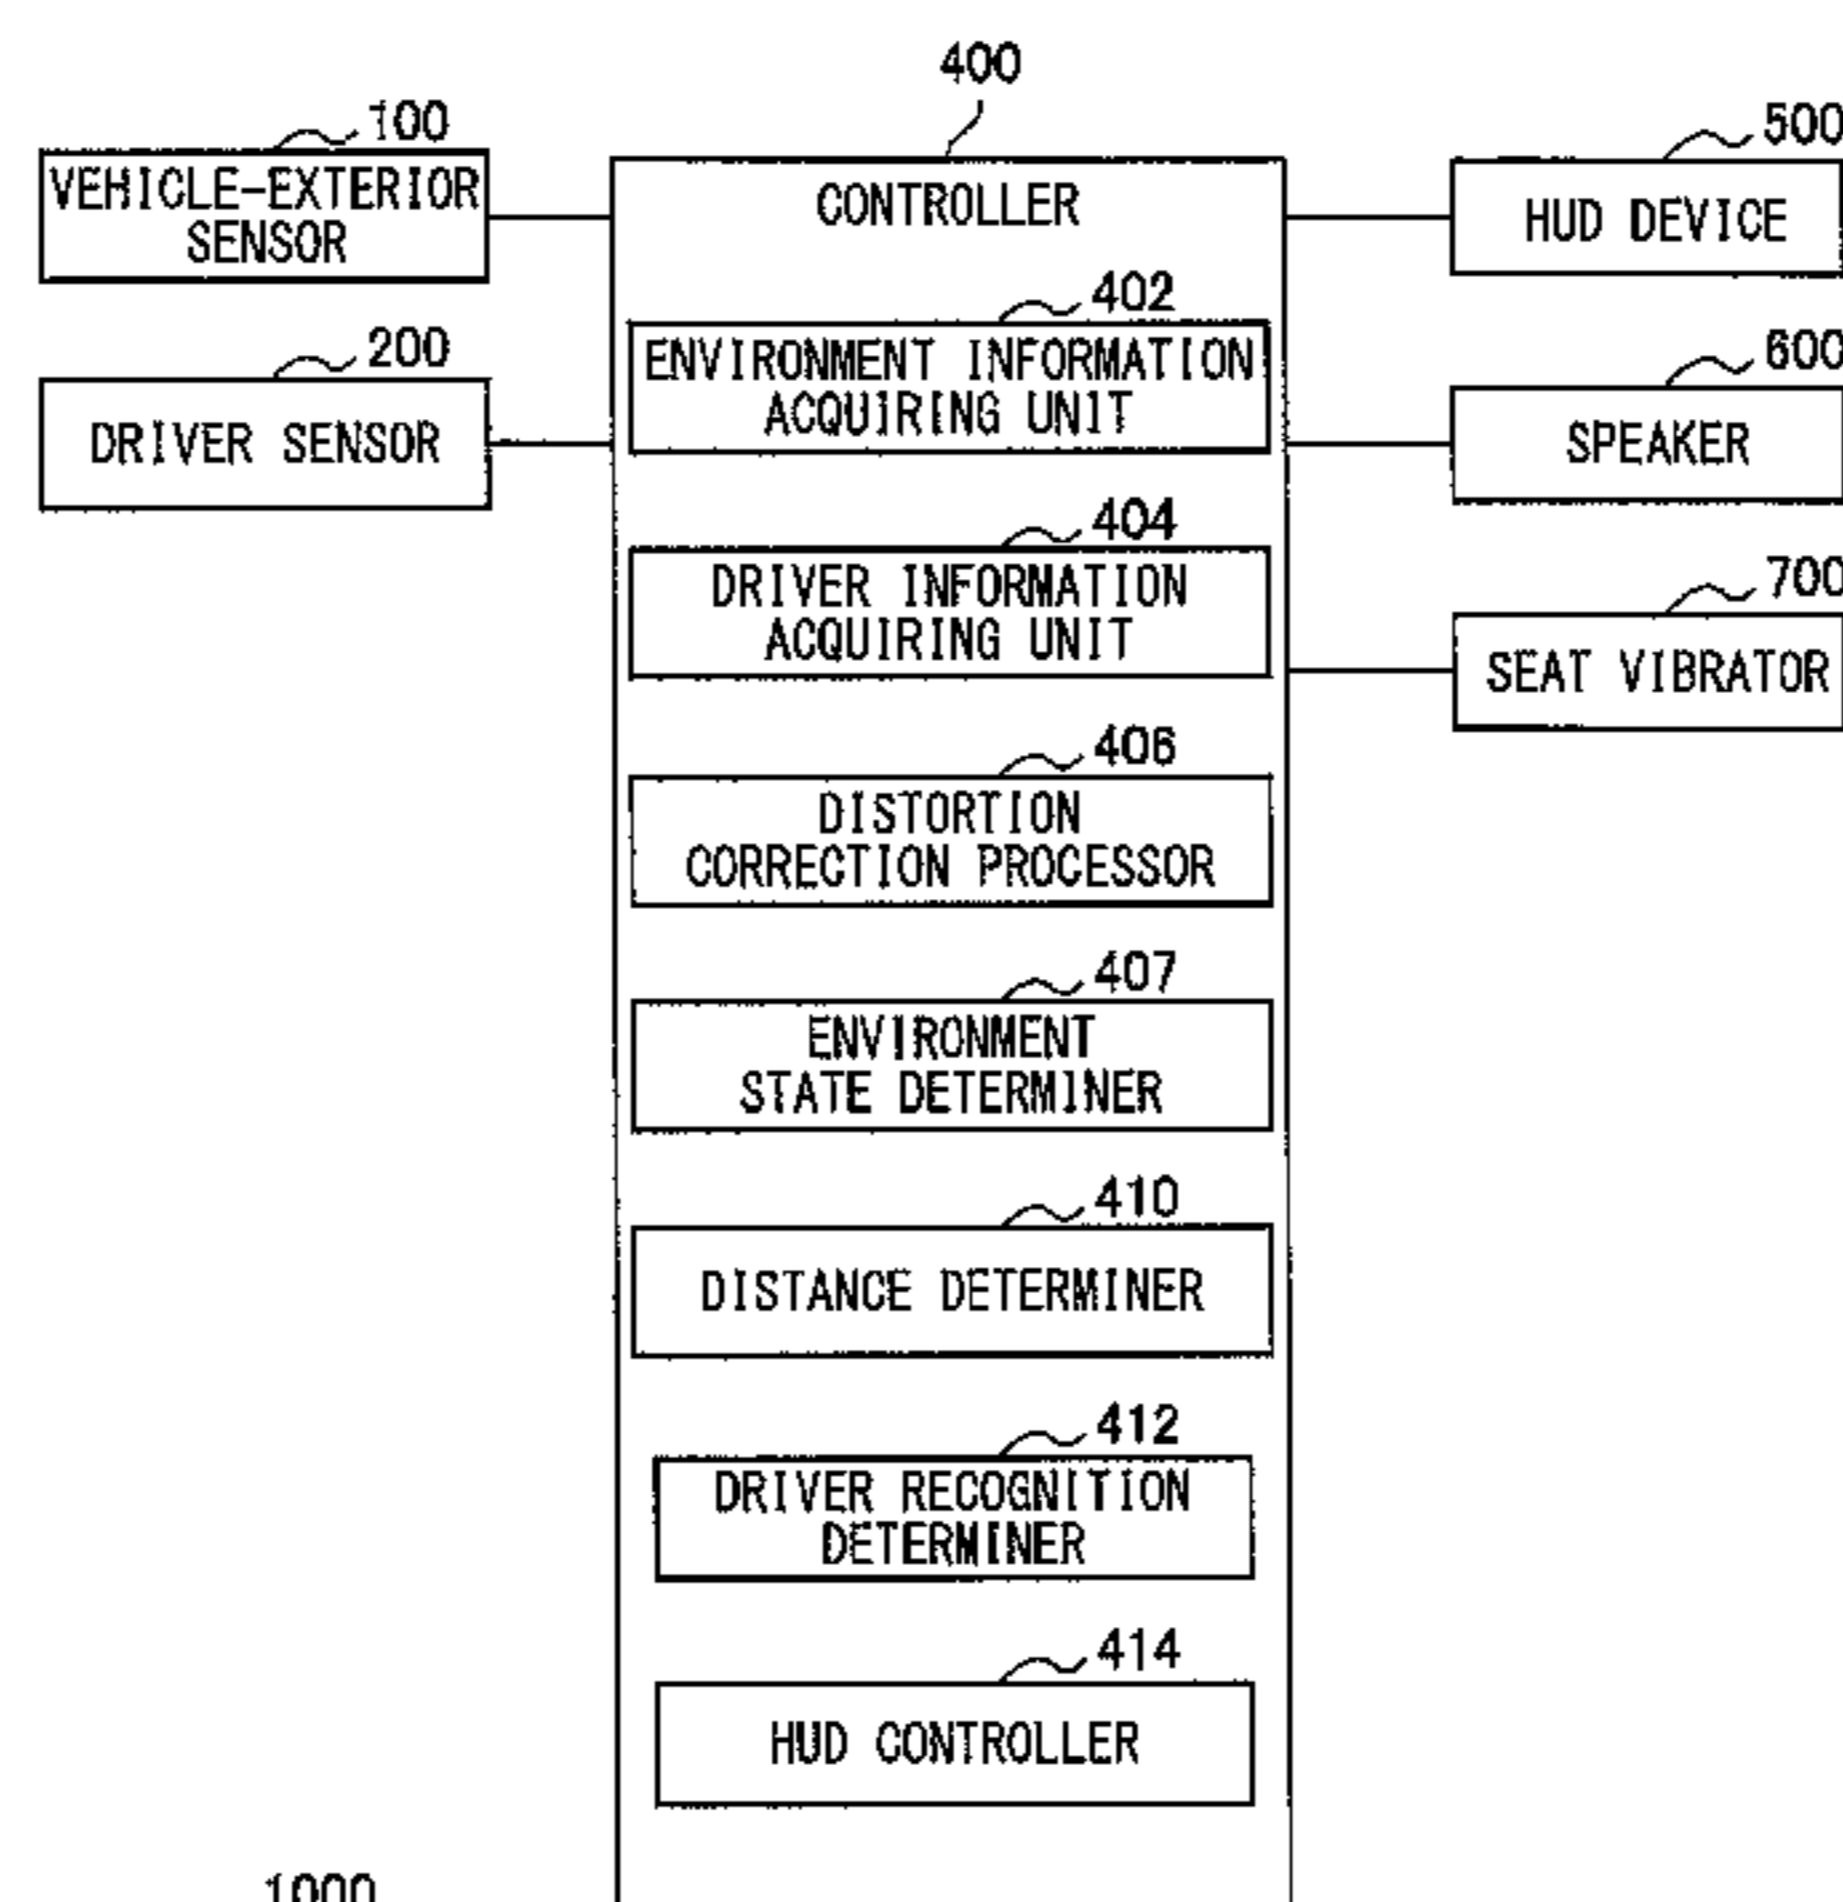 400
100
VEHICLE-EXTERIOR
SENSOR
200
DRIVER SENSOR
CONTROLLER
402
ENVIRONMENT INFORMATION
ACQUIRING UNIT
404
DRIVER INFORMATION
ACQUIRING UNIT
406
DISTORTION
CORRECTION PROCESSOR
407
ENVIRONMENT
STATE DETERMINER
410
DISTANCE DETERMINER
412
DRIVER RECOGNITION
DETERMINER
414
HUD CONTROLLER
500
HUD DEVICE
600
SPEAKER
700
SEAT VIBRATOR
1000